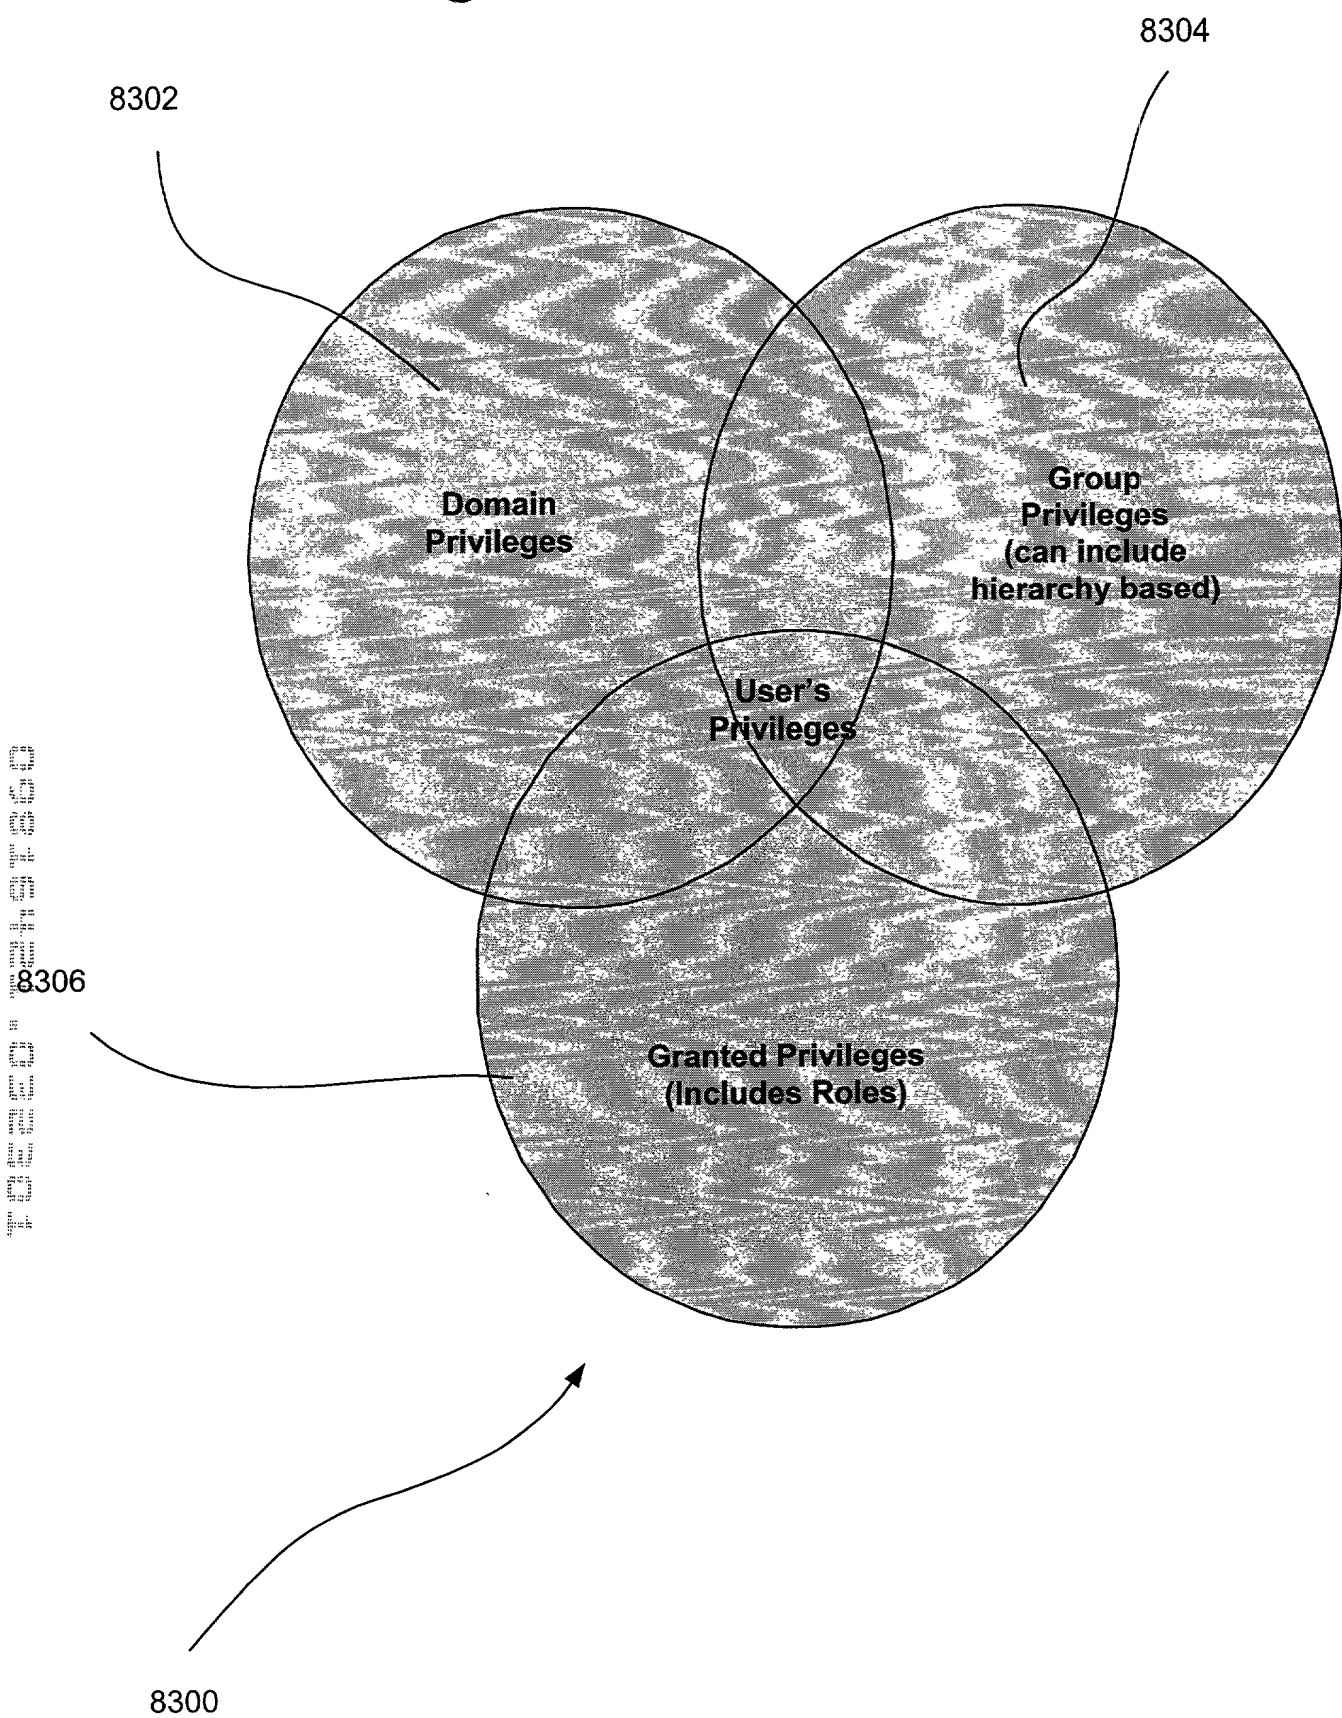 8304
8302
Domain
Privileges
Group
Privileges
(can include
hierarchy based)
User's
Privileges
8306
Granted Privileges
(Includes Roles)
8300